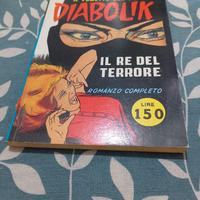 DIABOLIK
IL RE DEL
TERRORE
ROMANZO COMPLETO
LIRE
150